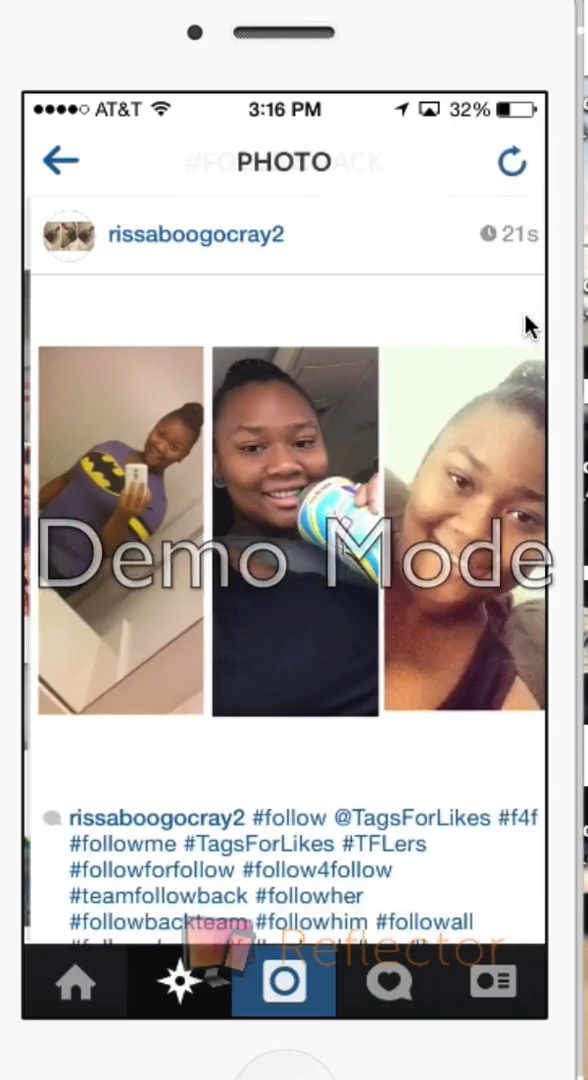 AT&T 3:16 PM 32%
#FOLLOWBACK
PHOTO
rissaboogocray2 21s
Demo Mode
rissaboogocray2 #follow @TagsForLikes #f4f
#followme #TagsForLikes #TFLers
#followforfollow #follow4follow
#teamfollowback #followher
#followbackteam #followhim #followall
Reflector